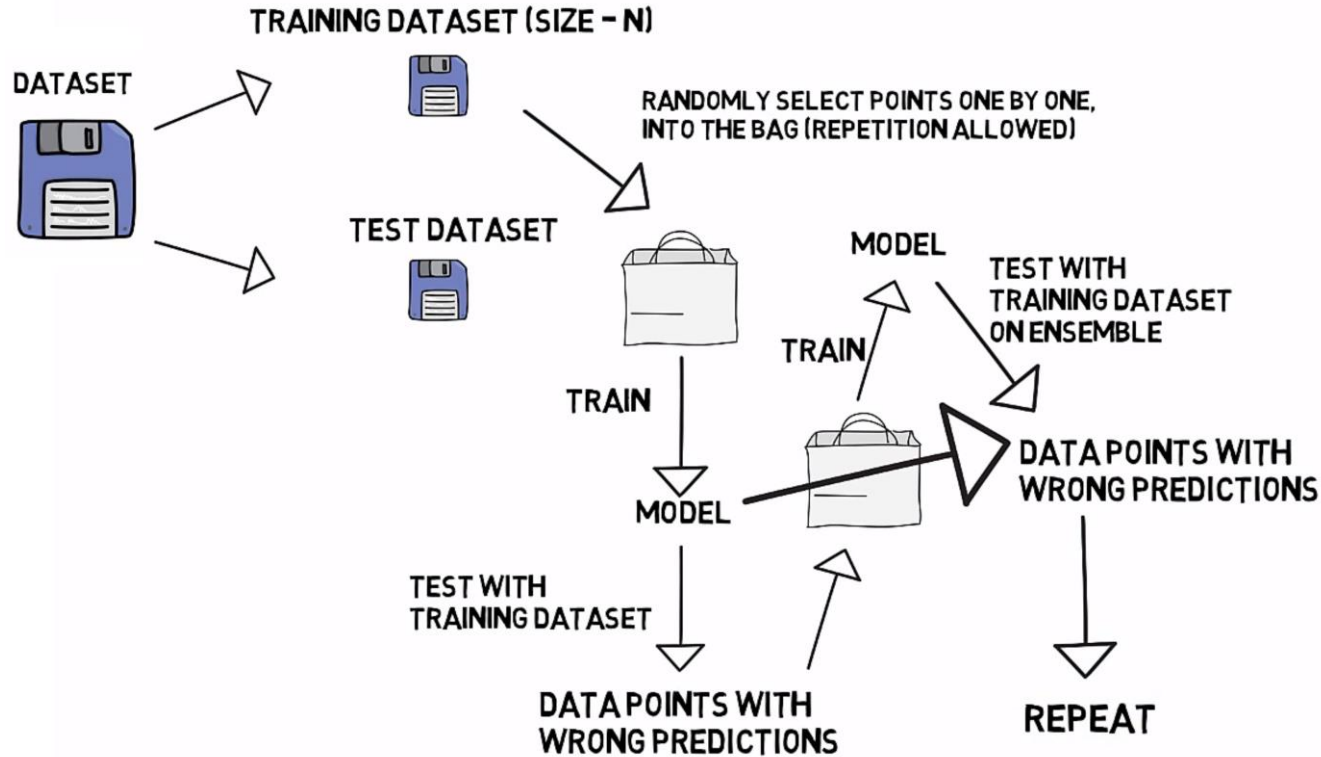 TRAINING DATASET (SIZE - N)
DATASET
RANDOMLY SELECT POINTS ONE BY ONE,
INTO THE BAG (REPETITION ALLOWED)
TEST DATASET
MODEL
TEST WITH
TRAINING DATASET
ON ENSEMBLE
TRAIN
TRAIN
DATA POINTS WITH
WRONG PREDICTIONS
MODEL
TEST WITH
TRAINING DATASET
DATA POINTS WITH
WRONG PREDICTIONS
REPEAT